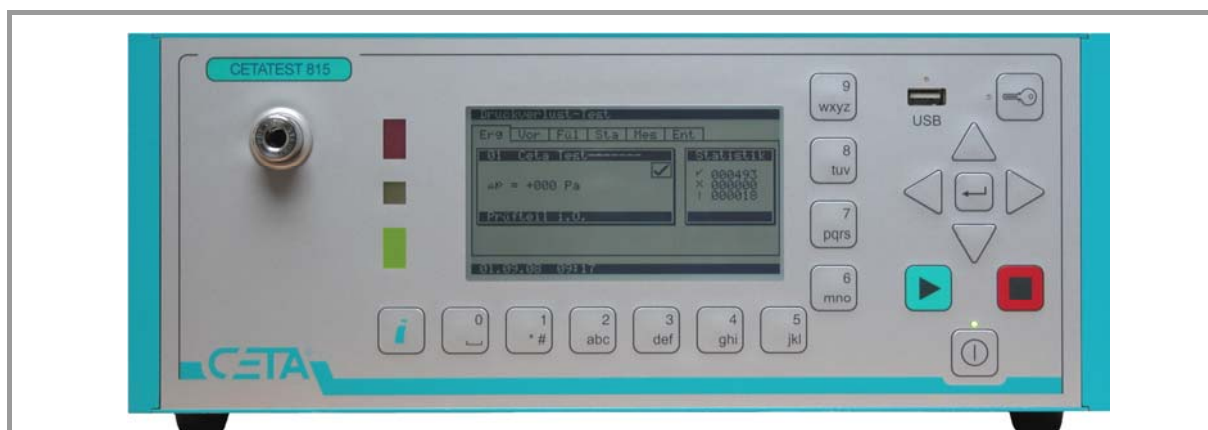 CETATEST 815
Druckverlust-Test
Erg Vor Fül Sta Mes Ent
01 Ceta Test
Δp = +000 Pa
Prüfteil i.O.
Statistik
✓ 000493
× 000000
! 000018
01.09.08 09:17
i
0
1 * #
2 abc
3 def
4 ghi
5 jkl
6 mno
7 pqrs
8 tuv
9 wxyz
USB
CETA